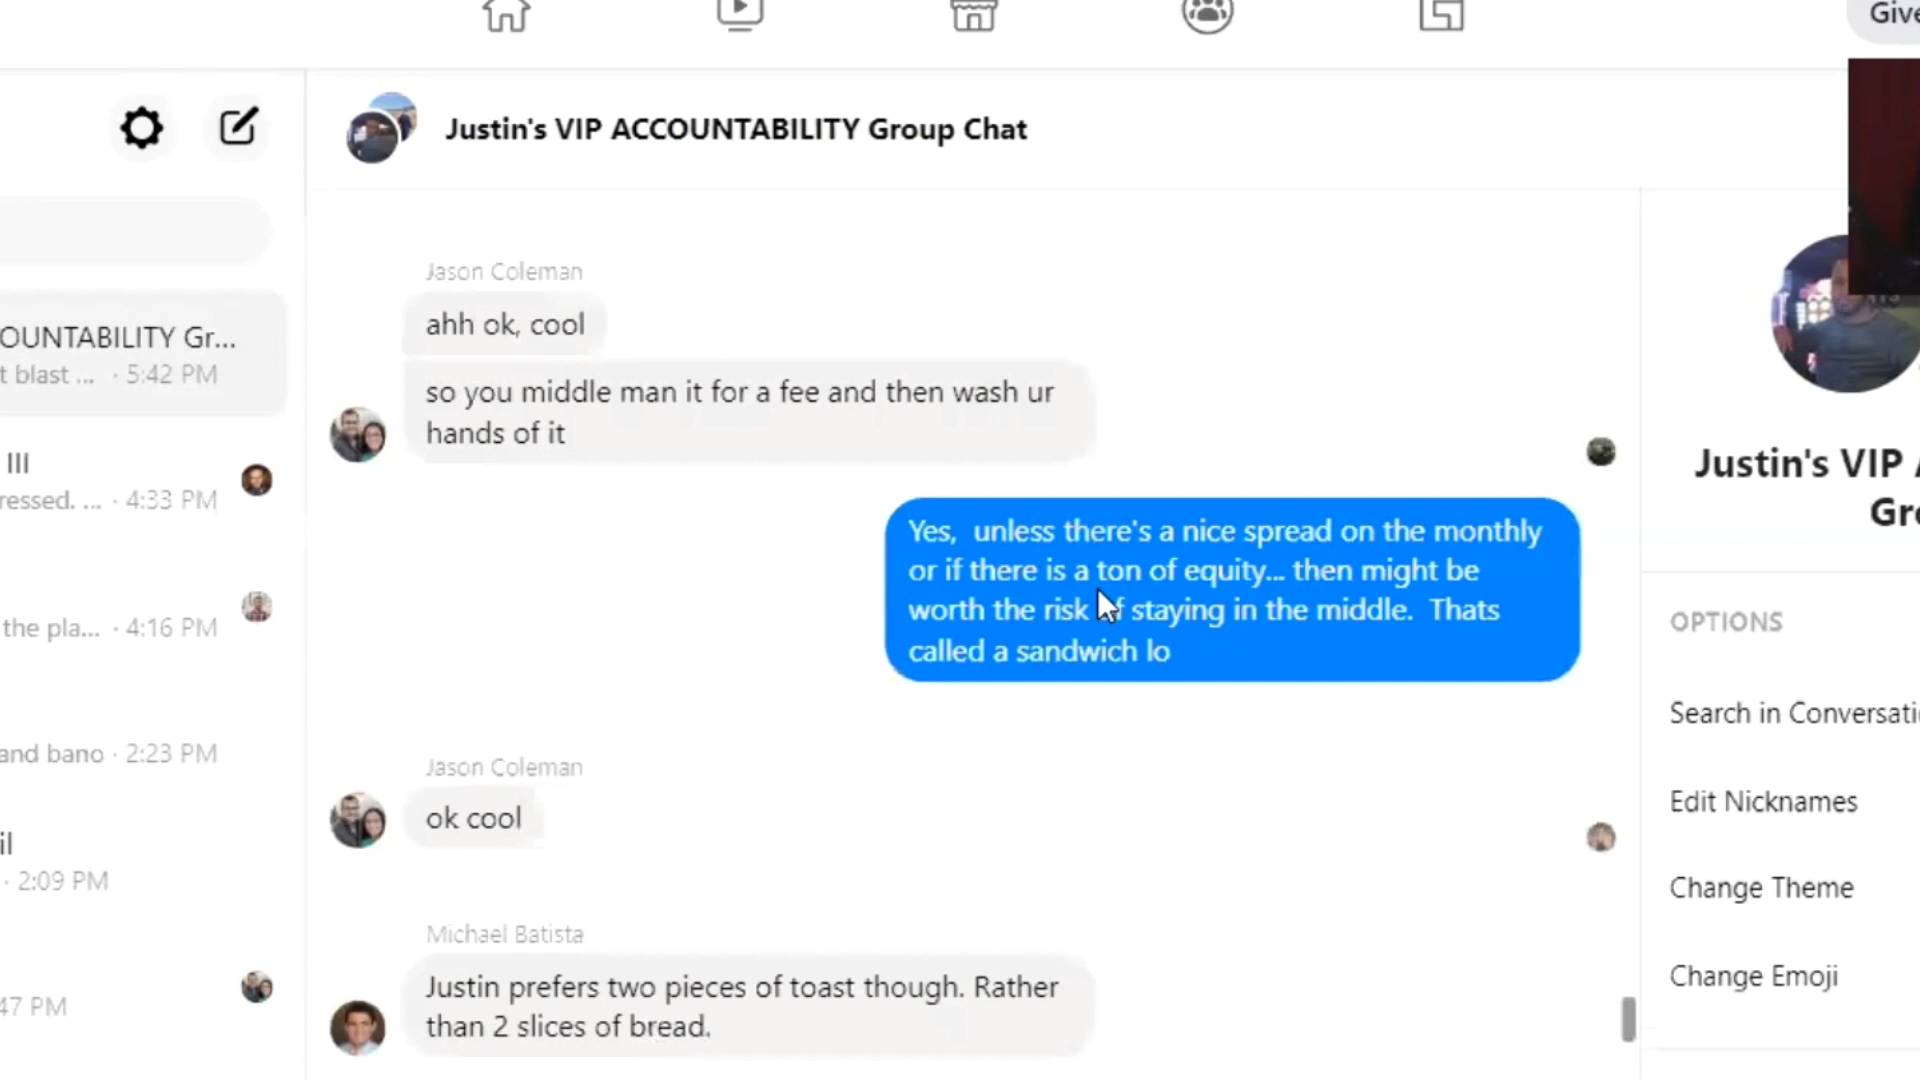 Give
Justin's VIP ACCOUNTABILITY Group Chat
OUNTABILITY Gr...
t blast ... · 5:42 PM
III
ressed. ... · 4:33 PM
the pla... · 4:16 PM
and bano · 2:23 PM
il
· 2:09 PM
47 PM
Jason Coleman
ahh ok, cool
so you middle man it for a fee and then wash ur
hands of it
Yes,  unless there's a nice spread on the monthly
or if there is a ton of equity... then might be
worth the risk of staying in the middle.  Thats
called a sandwich lo
Jason Coleman
ok cool
Michael Batista
Justin prefers two pieces of toast though. Rather
than 2 slices of bread.
Justin's VIP
Gro
OPTIONS
Search in Conversatio
Edit Nicknames
Change Theme
Change Emoji